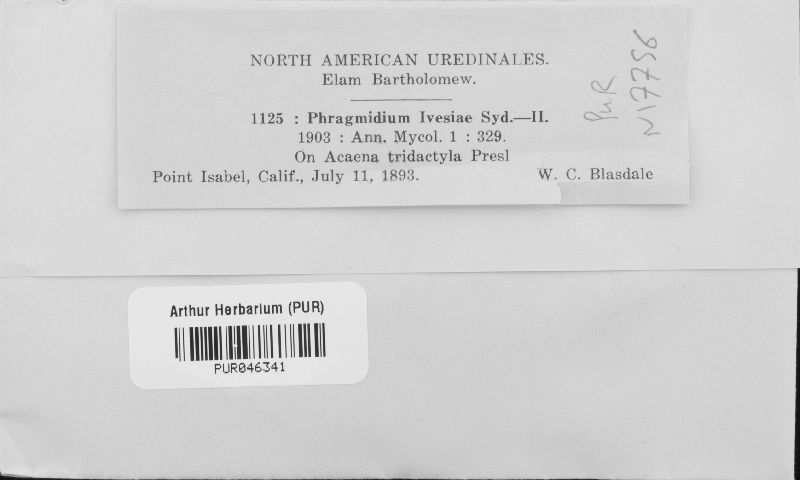 NORTH AMERICAN UREDINALES.
Elam Bartholomew.
1125 : Phragmidium Ivesiae Syd.—II.
1903 : Ann. Mycol. 1 : 329.
On Acaena tridactyla Presl
Point Isabel, Calif., July 11, 1893. W. C. Blasdale
PUR
N17756
Arthur Herbarium (PUR)
PUR046341